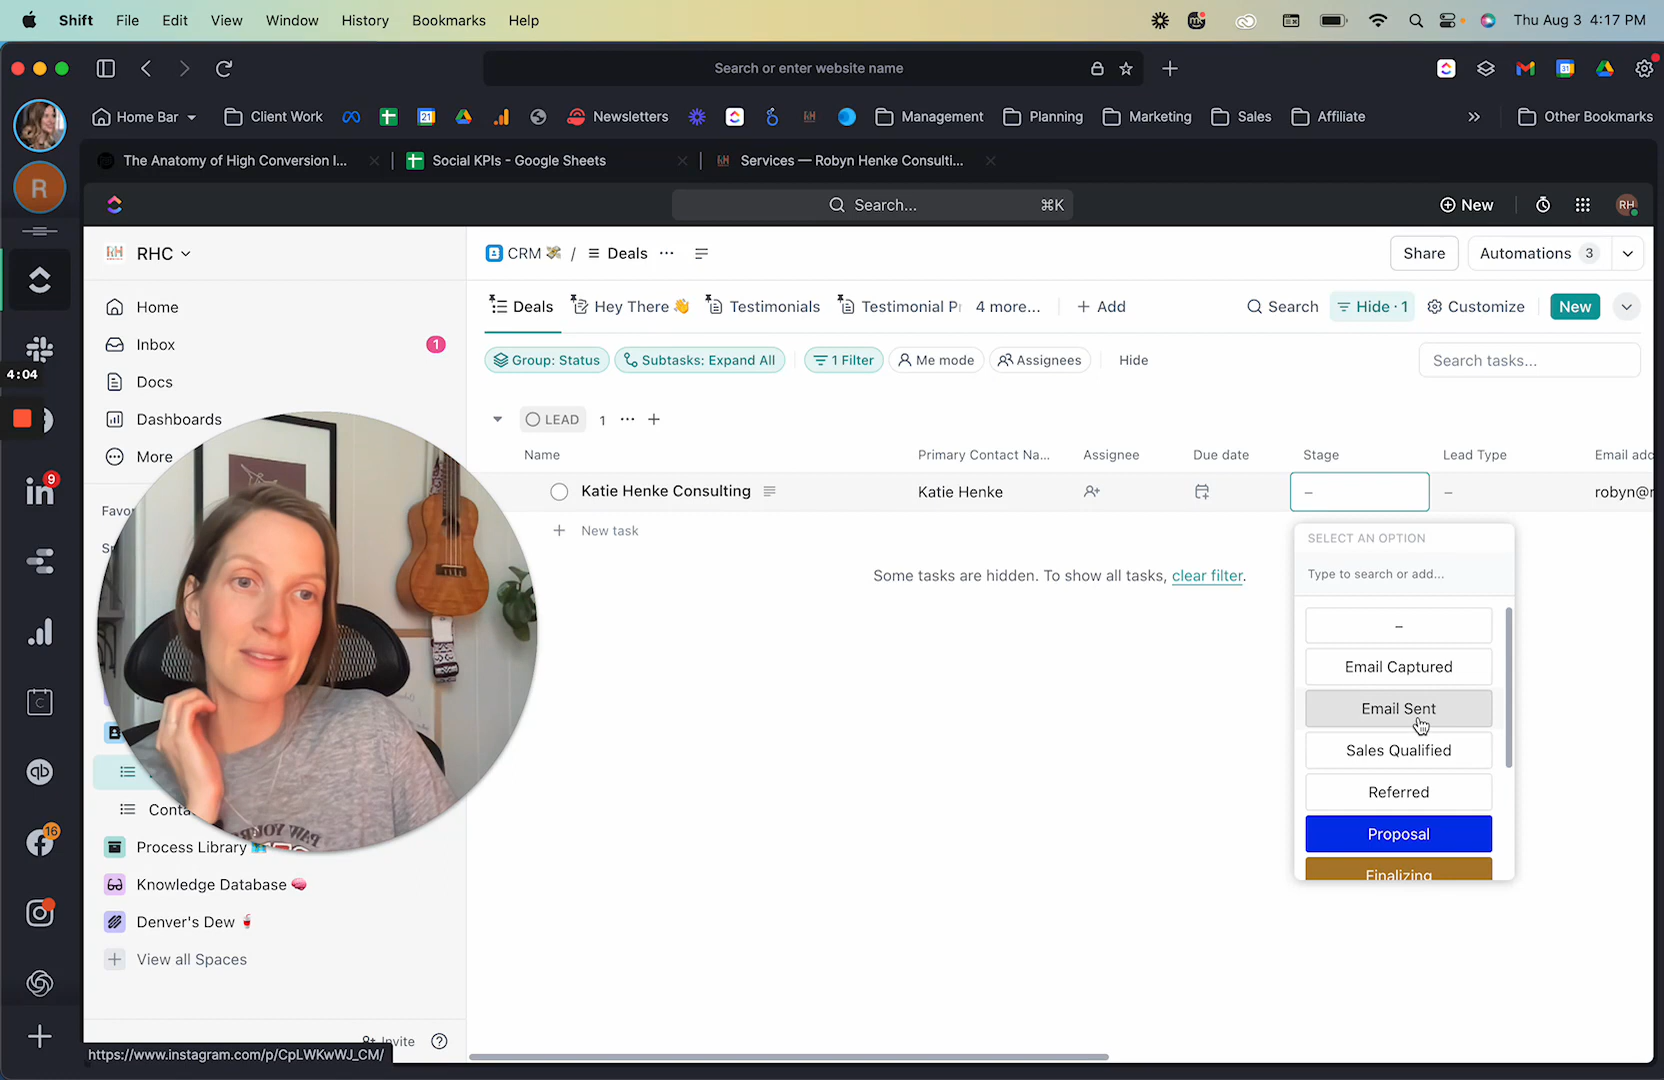 Shift File Edit View Window History Bookmarks Help Thu Aug 3 4:17 PM
Search or enter website name
Home Bar Client Work 21 Newsletters Management Planning Marketing Sales Affiliate » Other Bookmarks
The Anatomy of High Conversion I... Social KPIs - Google Sheets Services — Robyn Henke Consulti...
R
Search... ⌘K New RH
RHC CRM / Deals ... Share Automations 3
Home
Inbox 1
Docs
Dashboards
More
Favor
Sp
Conta
Process Library
Knowledge Database
Denver's Dew
View all Spaces
Invite
https://www.instagram.com/p/CpLWKwWJ_CM/
4:04
9
16
Deals Hey There Testimonials Testimonial P 4 more... Add Search Hide · 1 Customize New
Group: Status Subtasks: Expand All 1 Filter Me mode Assignees Hide Search tasks...
LEAD 1 ... +
Name Primary Contact Na... Assignee Due date Stage Lead Type Email add
Katie Henke Consulting Katie Henke – – robyn@r
New task
Some tasks are hidden. To show all tasks, clear filter.
SELECT AN OPTION
Type to search or add...
–
Email Captured
Email Sent
Sales Qualified
Referred
Proposal
Finalizing
PAW YOUR